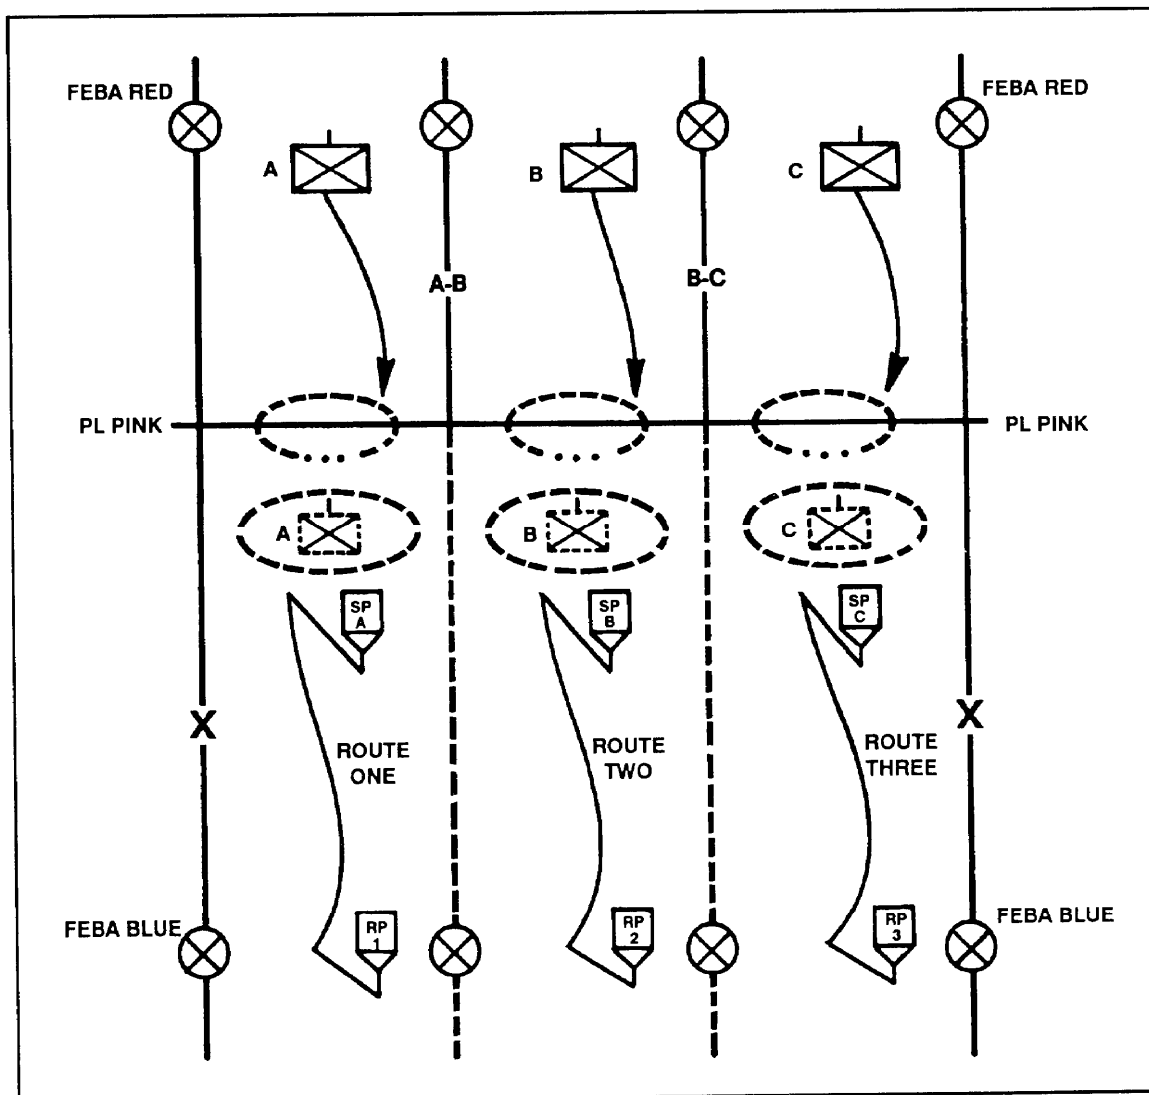 FEBA RED
FEBA RED
A
B
C
A-B
B-C
PL PINK
PL PINK
A
B
C
SP
A
SP
B
SP
C
X
X
ROUTE
ONE
ROUTE
TWO
ROUTE
THREE
FEBA BLUE
RP
1
RP
2
RP
3
FEBA BLUE